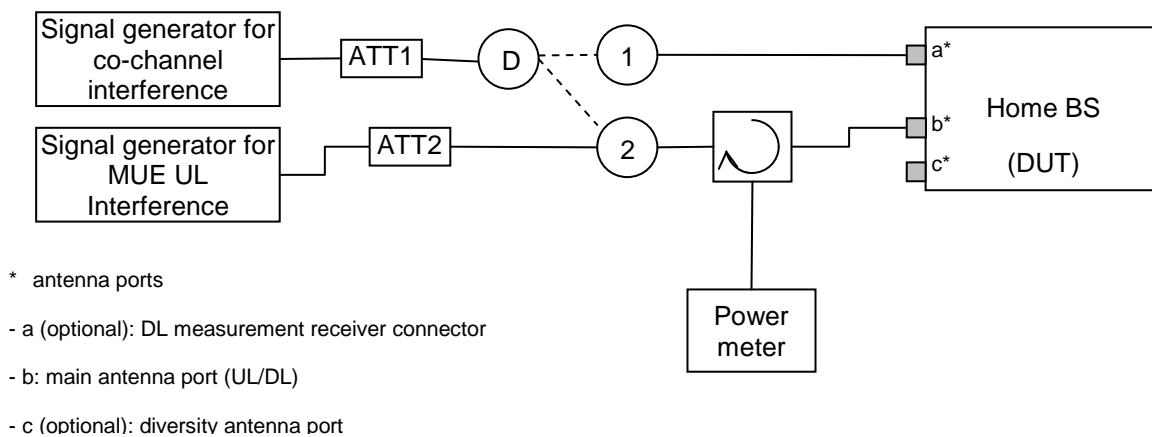 Signal generator for
co-channel
interference
ATT1
D
1
a*
Home BS
(DUT)
Signal generator for
MUE UL
Interference
ATT2
2
b*
c*
Power
meter
* antenna ports
- a (optional): DL measurement receiver connector
- b: main antenna port (UL/DL)
- c (optional): diversity antenna port